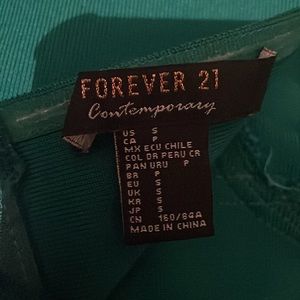 FOREVER 21
Contemporary
US S
CA P
MX ECU CHILE
COL DR PERU CR
PAN URU P
BR P
EU S
UK S
KR S
JP S
CN 160/86A
MADE IN CHINA